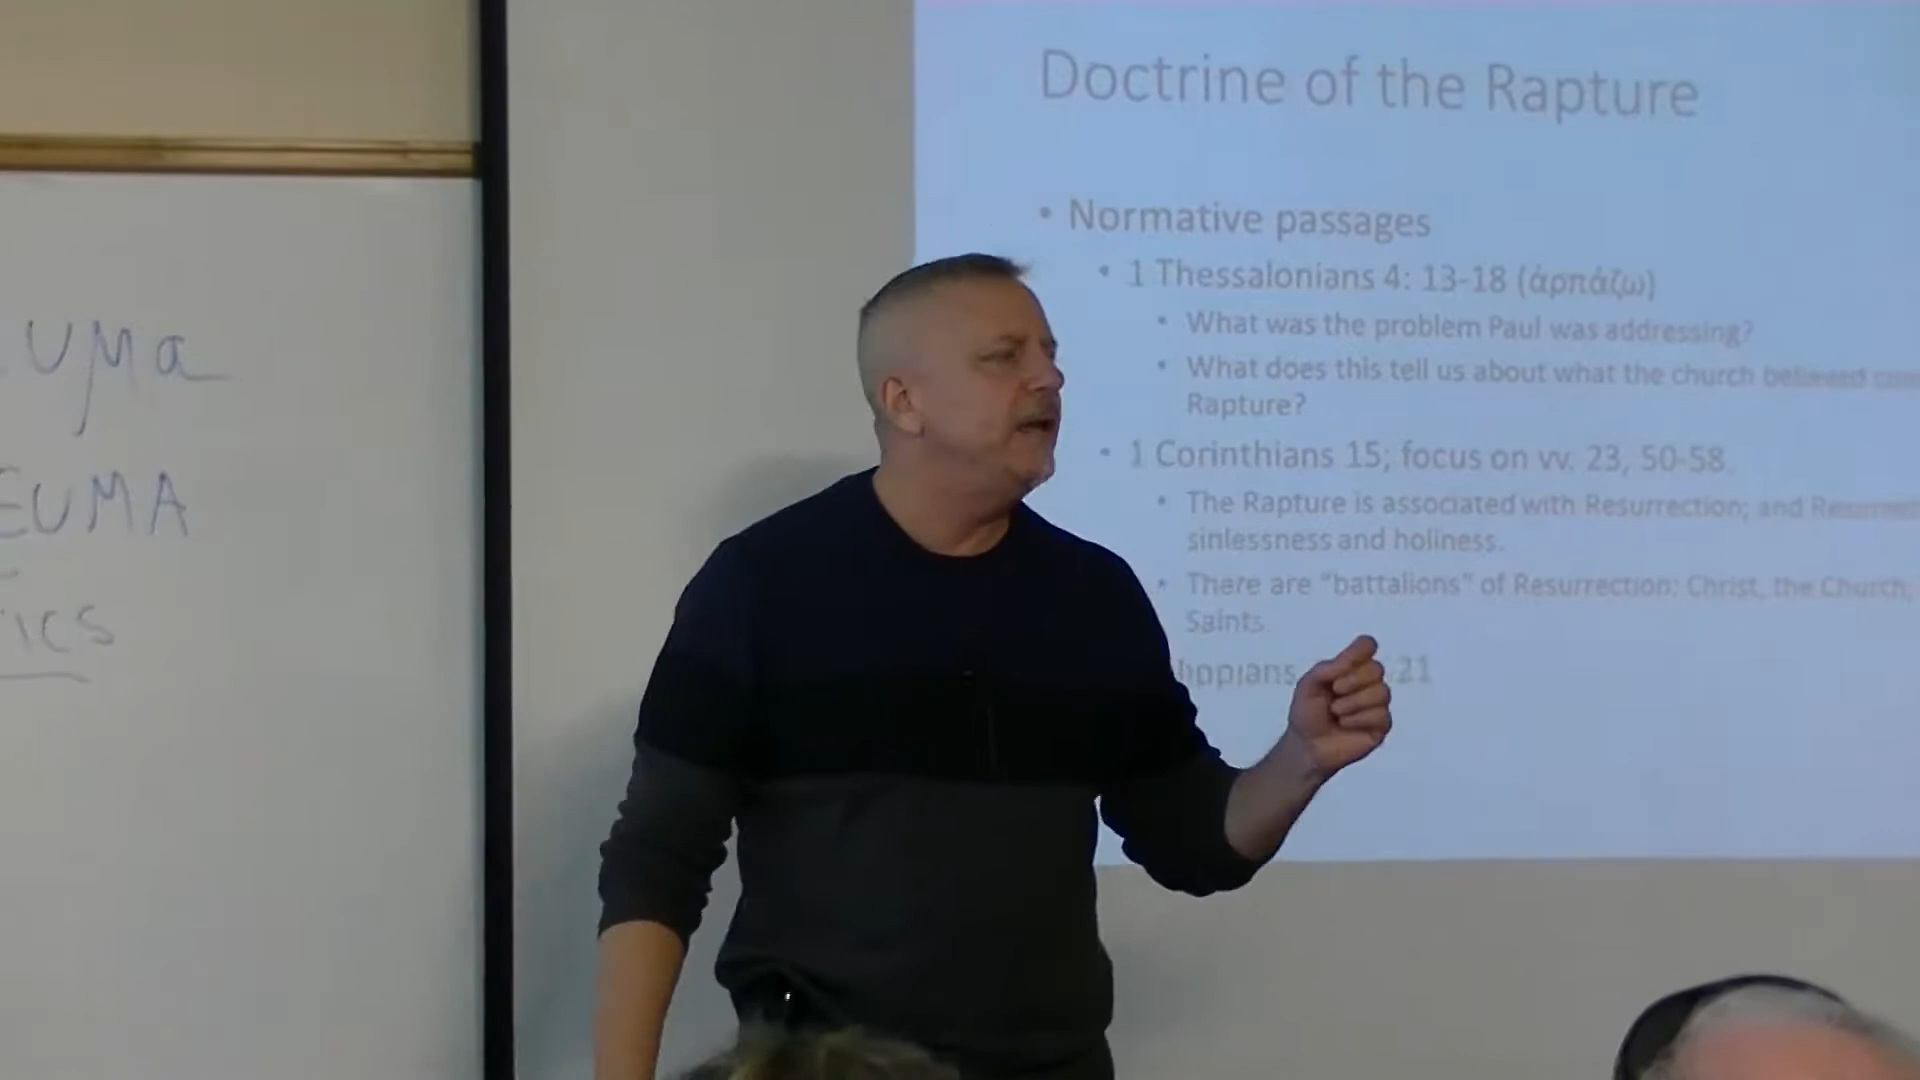 Doctrine of the Rapture
• Normative passages
• 1 Thessalonians 4: 13-18 (ἁρπάζω)
• What was the problem Paul was addressing?
• What does this tell us about what the church believed
Rapture?
• 1 Corinthians 15; focus on vv. 23, 50-58.
• The Rapture is associated with Resurrection; and
sinlessness and holiness.
• There are "battalions" of Resurrection: Christ, the Church;
Saints
21
UMa
EUMA
ICS